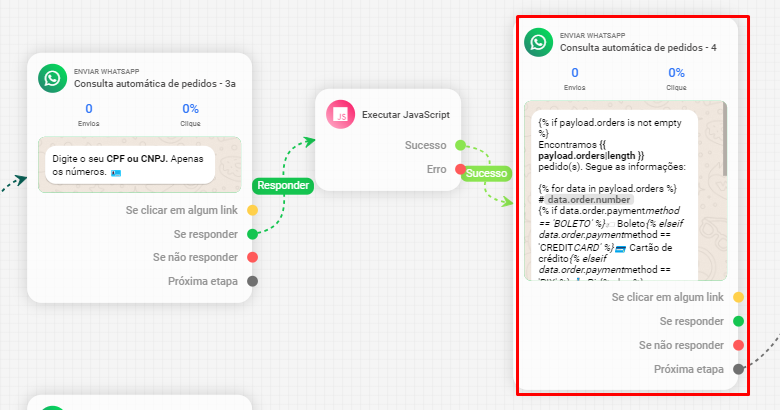 ENVIAR WHATSAPP
Consulta automática de pedidos - 3a
0
0%
Envios
Clique
Digite o seu CPF ou CNPJ. Apenas
os números.
Se clicar em algum link
Se responder
Se não responder
Próxima etapa
Responder
JS
Executar JavaScript
Sucesso
Erro
Sucesso
ENVIAR WHATSAPP
Consulta automática de pedidos - 4
0
0%
Envios
Clique
{% if payload.orders is not empty
%}
Encontramos {{
payload.orders|length }}
pedido(s). Segue as informações:
{% for data in payload.orders %}
# data.order.number
{% if data.order.paymentmethod
== 'BOLETO' %} Boleto{% elseif
data.order.paymentmethod ==
'CREDITCARD' %} Cartão de
crédito{% elseif
data.order.paymentmethod ==
Se clicar em algum link
Se responder
Se não responder
Próxima etapa